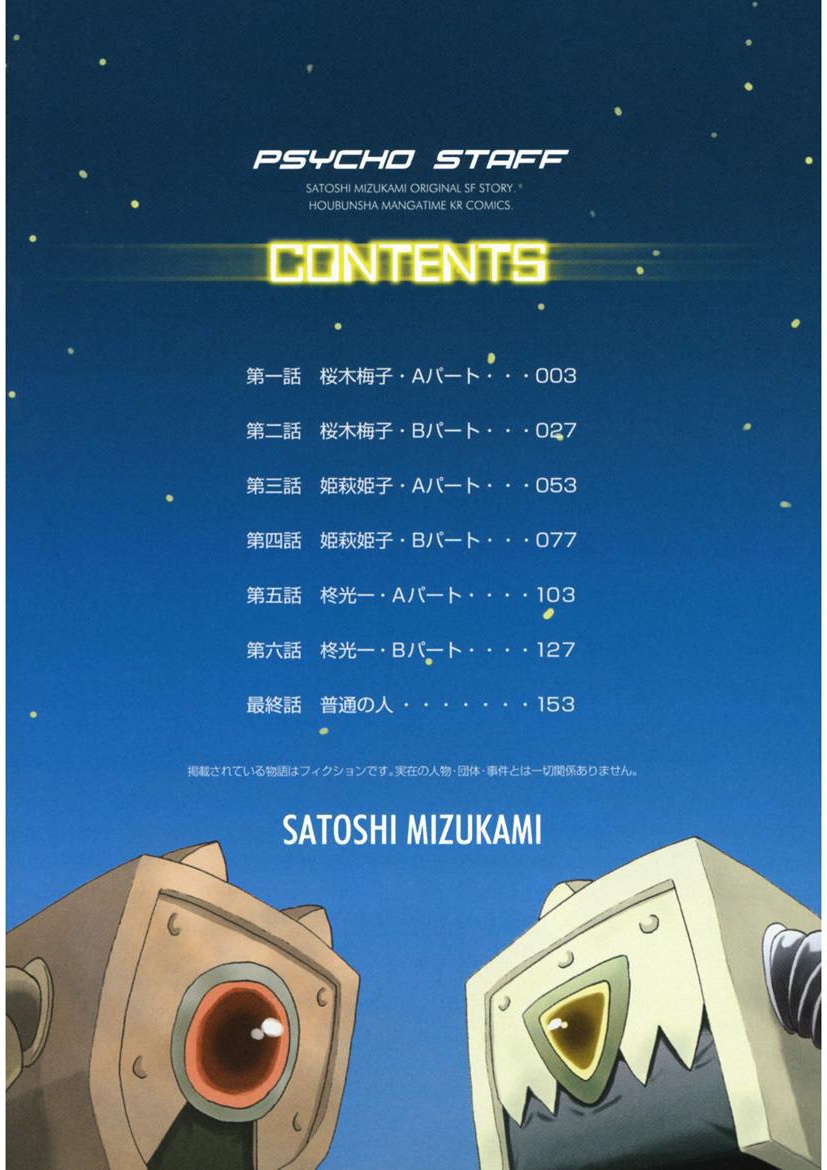 PSYCHO STAFF
SATOSHI MIZUKAMI ORIGINAL SF STORY.
HOUBUNSHA MANGATIME KR COMICS.
CONTENTS
第一話 桜木梅子・Aパート・・・003
第二話 桜木梅子・Bパート・・・027
第三話 姫萩姫子・Aパート・・・053
第四話 姫萩姫子・Bパート・・・077
第五話 柊光一・Aパート・・・・103
第六話 柊光一・Bパート・・・・127
最終話 普通の人・・・・・・・153
掲載されている物語はフィクションです。実在の人物・団体・事件とは一切関係ありません。
SATOSHI MIZUKAMI